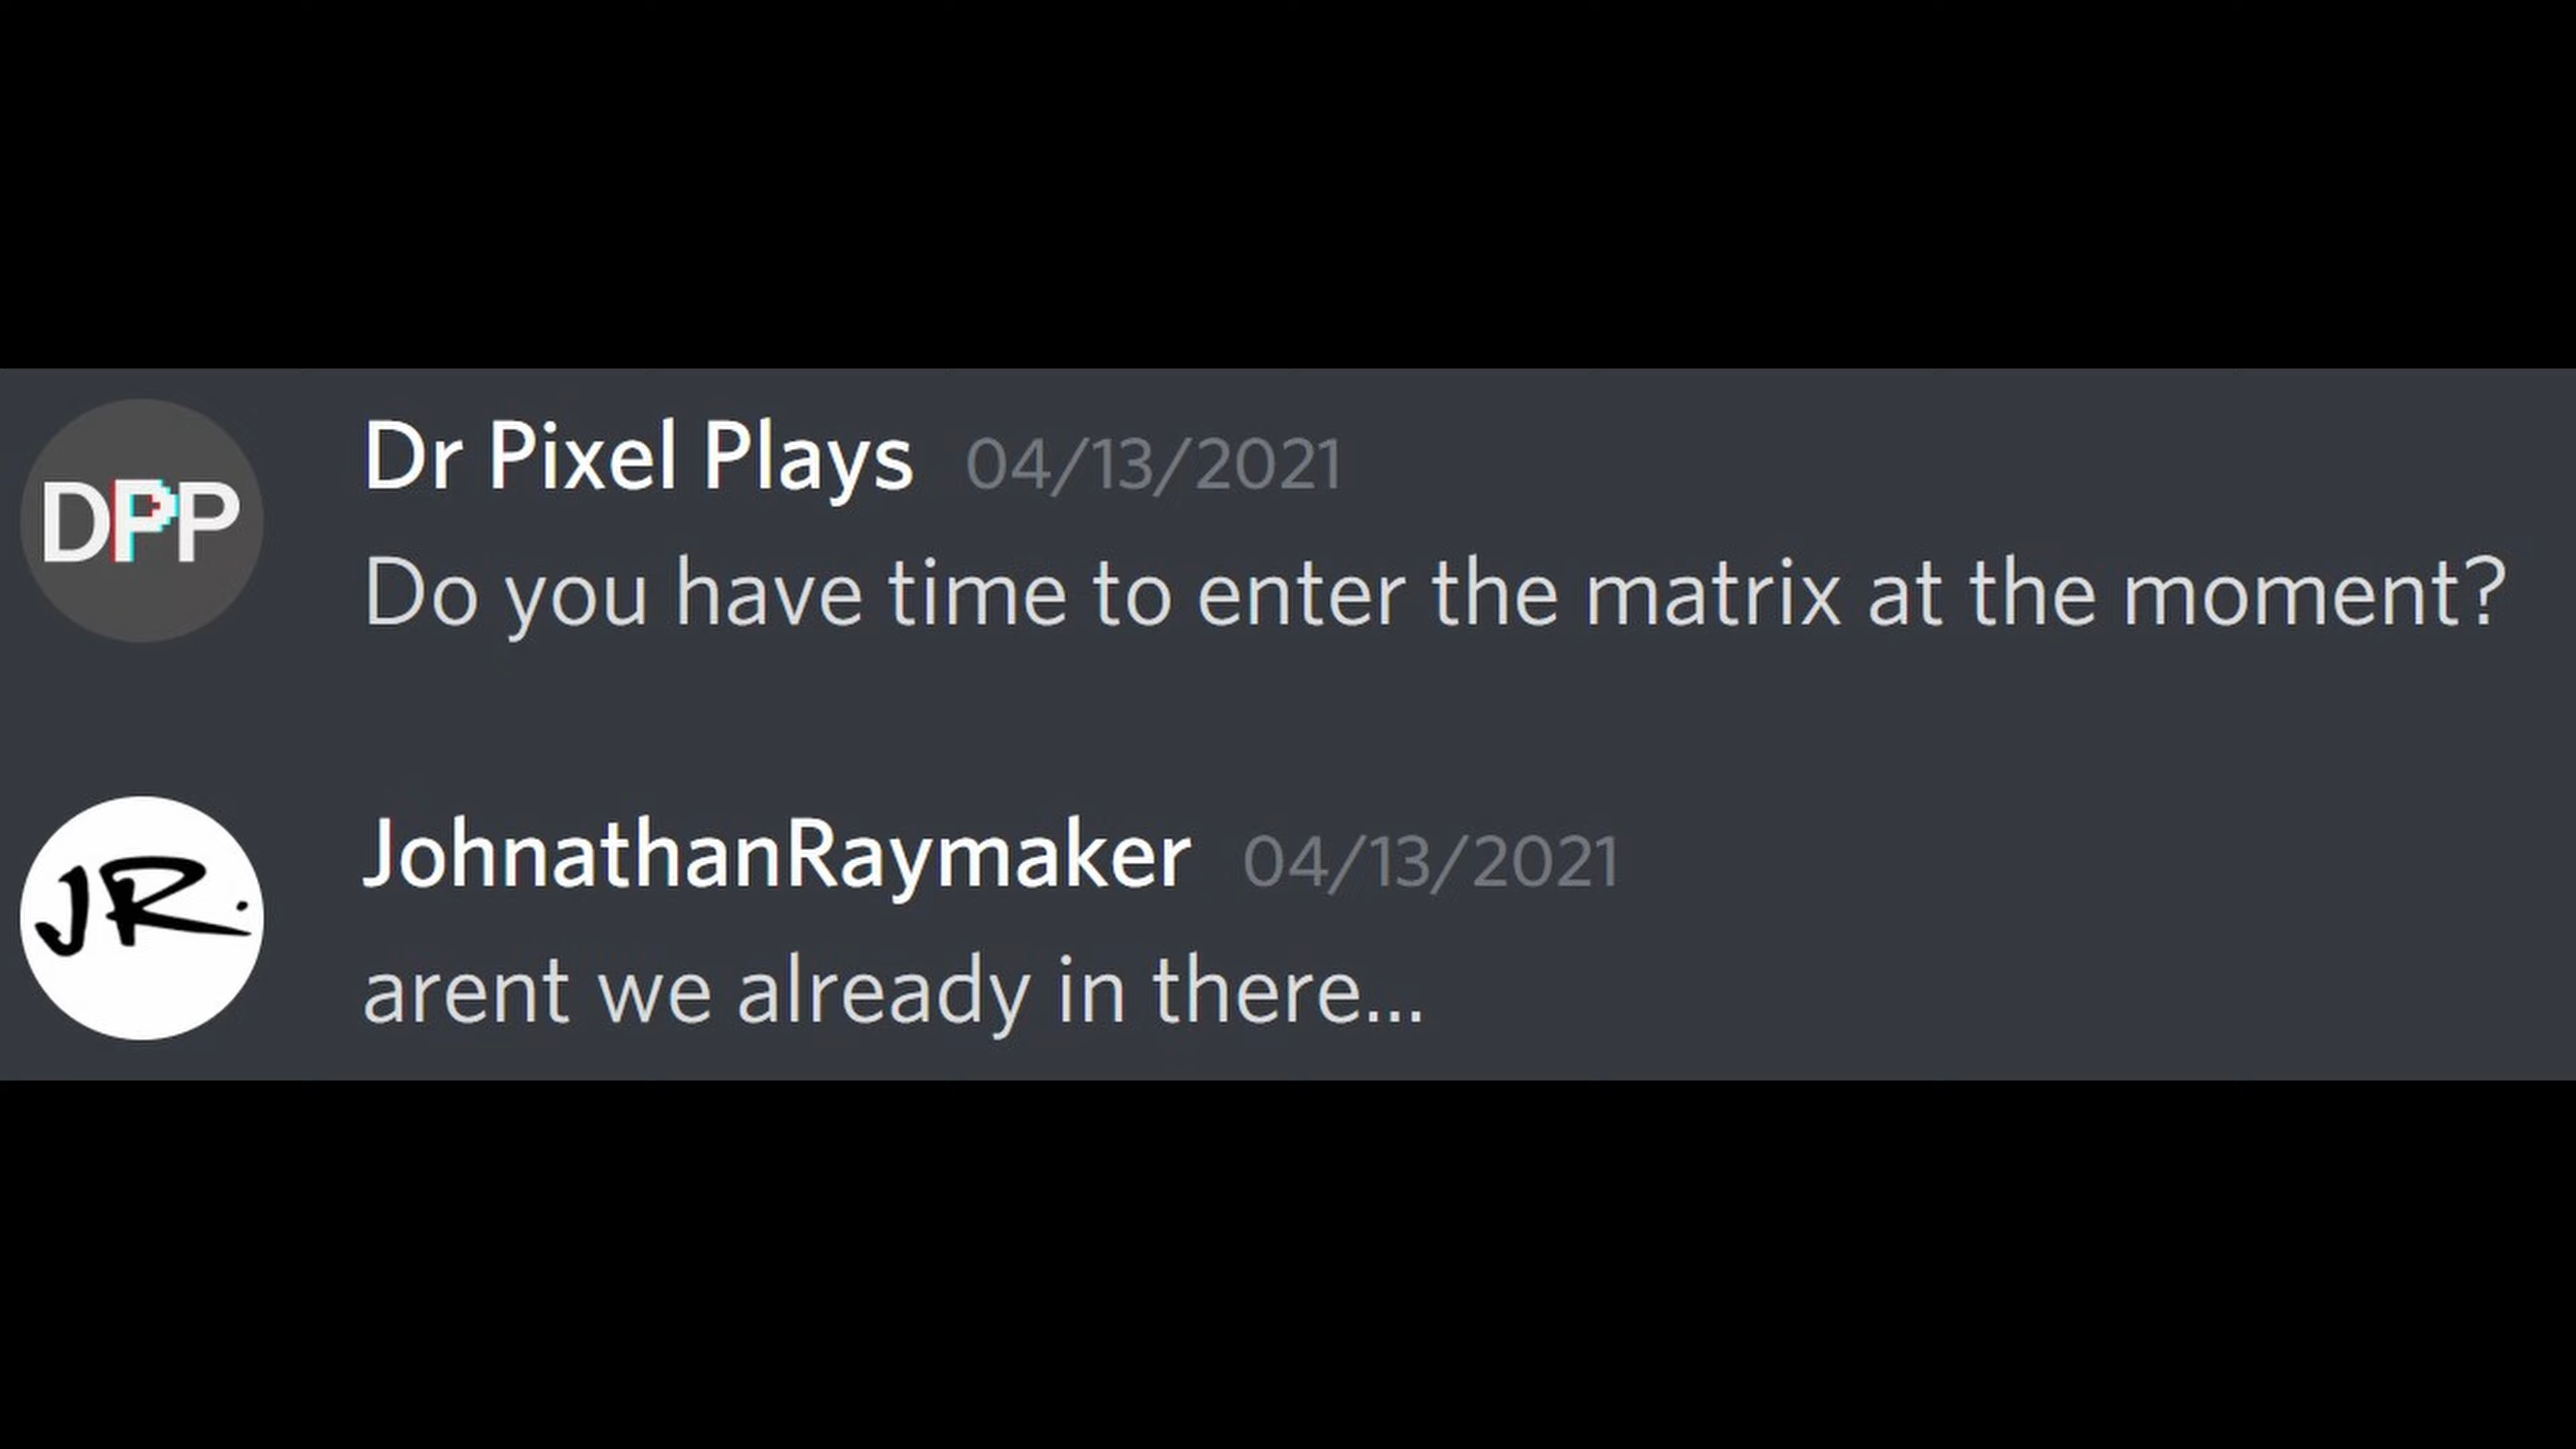 DPP
Dr Pixel Plays 04/13/2021
Do you have time to enter the matrix at the moment?
JR.
JohnathanRaymaker 04/13/2021
arent we already in there...